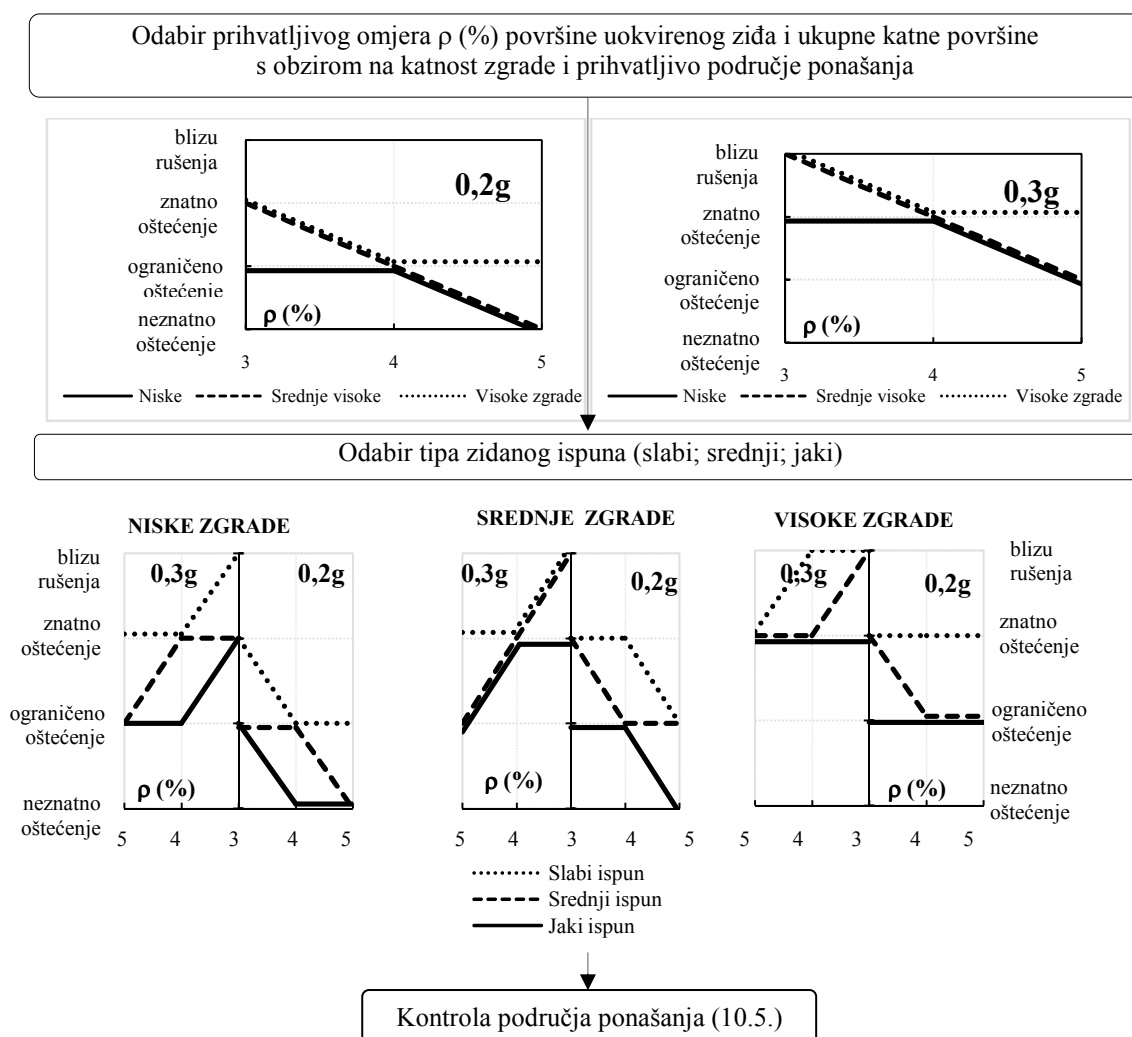 Odabir prihvatljivog omjera ρ (%) površine uokvirenog ziđa i ukupne katne površine
s obzirom na katnost zgrade i prihvatljivo područje ponašanja
blizu
rušenja
znatno
oštećenje
ograničeno
oštećenje
neznatno
oštećenje
0,2g
ρ (%)
3 4 5
Niske Srednje visoke Visoke zgrade
blizu
rušenja
znatno
oštećenje
ograničeno
oštećenje
neznatno
oštećenje
0,3g
ρ (%)
3 4 5
Niske Srednje visoke Visoke zgrade
Odabir tipa zidanog ispuna (slabi; srednji; jaki)
NISKE ZGRADE
blizu
rušenja
znatno
oštećenje
ograničeno
oštećenje
neznatno
oštećenje
0,3g 0,2g
ρ (%)
5 4 3 4 5
SREDNJE ZGRADE
0,3g 0,2g
ρ (%)
5 4 3 4 5
VISOKE ZGRADE
0,3g 0,2g
ρ (%)
5 4 3 4 5
blizu
rušenja
znatno
oštećenje
ograničeno
oštećenje
neznatno
oštećenje
Slabi ispun
Srednji ispun
Jaki ispun
Kontrola područja ponašanja (10.5.)